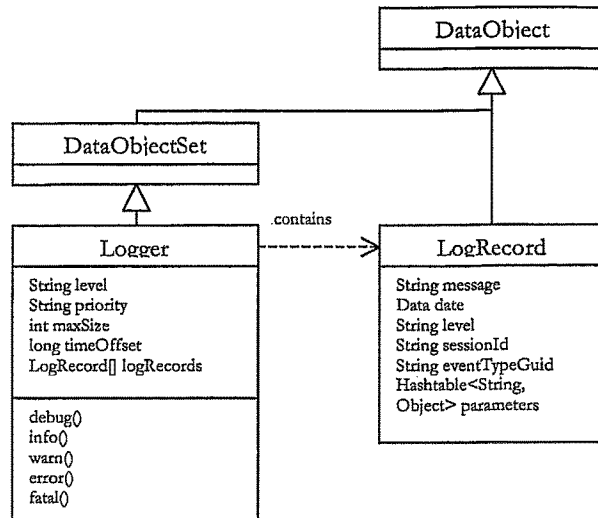 DataObject
DataObjectSet
.contains
Logger
LogRecord
String level
String priority
int maxSize
long timeOffset
LogRecord[] logRecords
debug()
info()
warn()
error()
fatal()
String message
Data date
String level
String sessionId
String eventTypeGuid
Hashtable<String,
Object> parameters